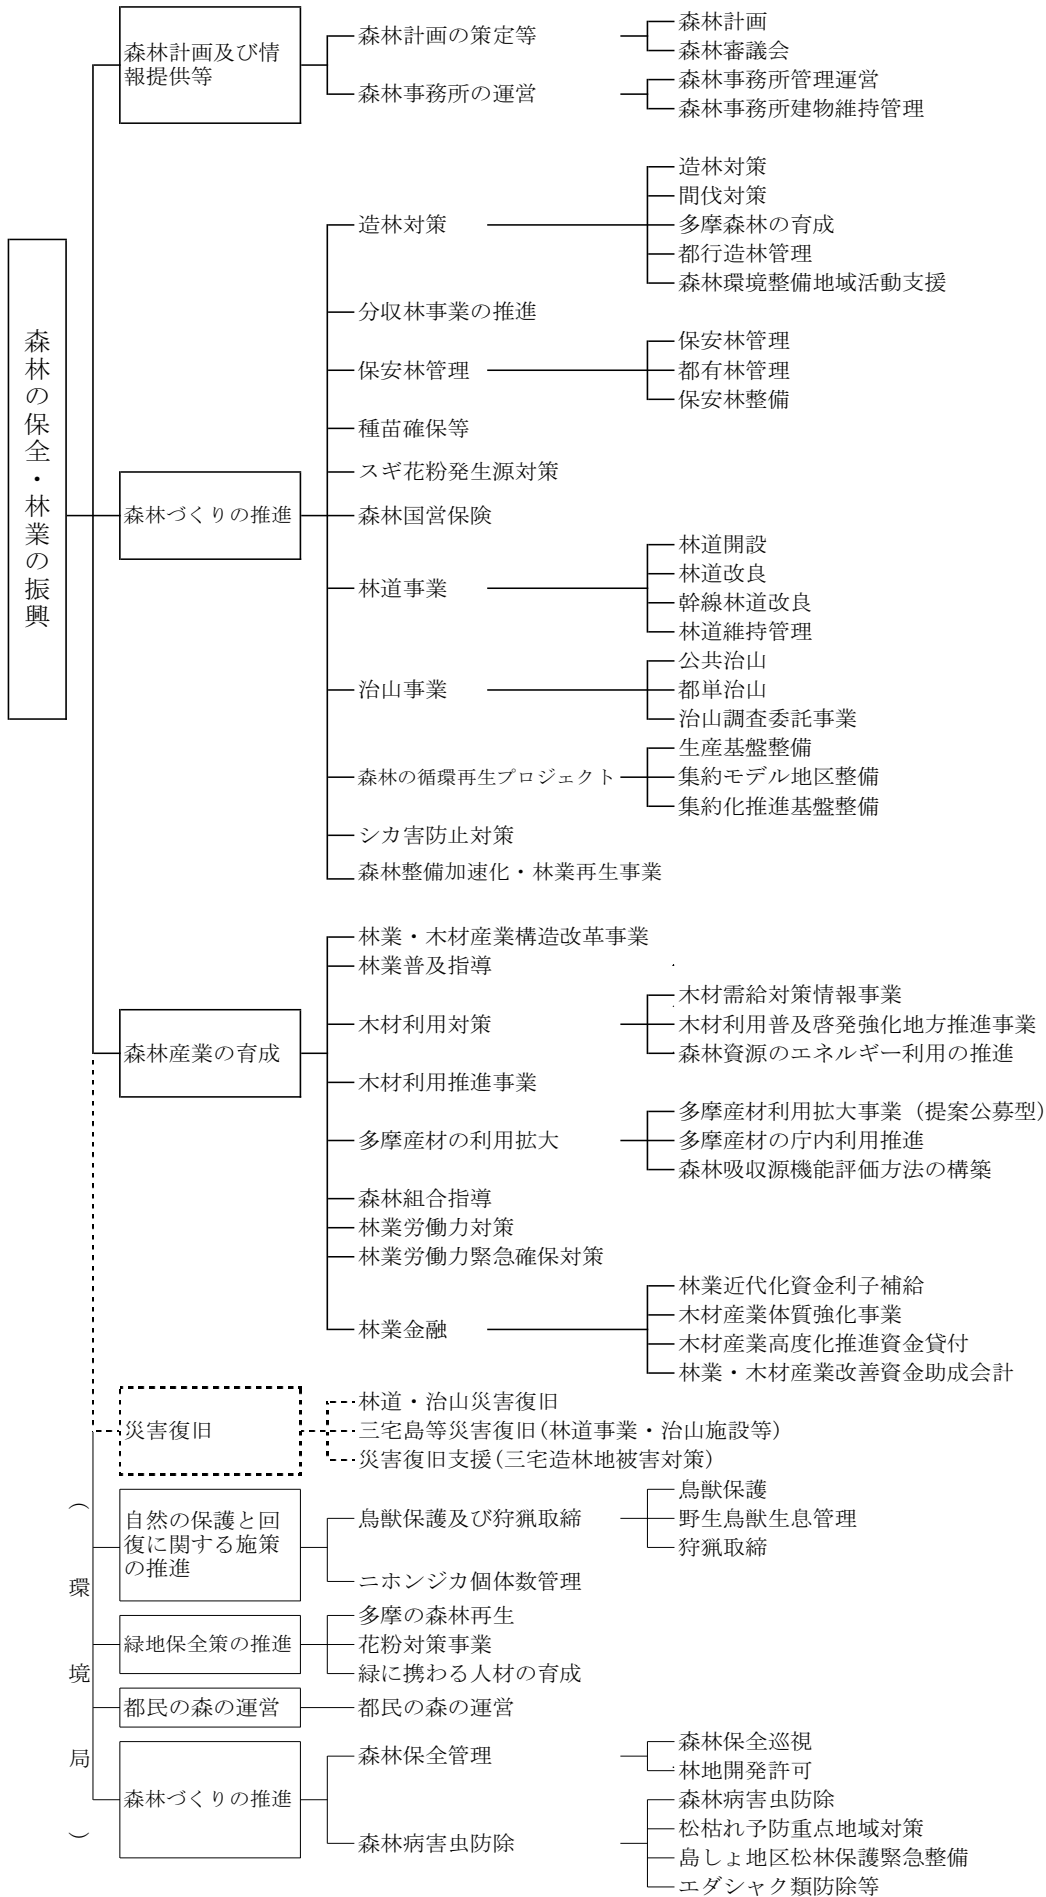 森林の保全・林業の振興
森林計画及び情
報提供等
森林計画の策定等
森林計画
森林審議会
森林事務所の運営
森林事務所管理運営
森林事務所建物維持管理
森林づくりの推進
造林対策
造林対策
間伐対策
多摩森林の育成
都行造林管理
森林環境整備地域活動支援
分収林事業の推進
保安林管理
保安林管理
都有林管理
保安林整備
種苗確保等
スギ花粉発生源対策
森林国営保険
林道事業
林道開設
林道改良
幹線林道改良
林道維持管理
治山事業
公共治山
都単治山
治山調査委託事業
森林の循環再生プロジェクト
生産基盤整備
集約モデル地区整備
集約化推進基盤整備
シカ害防止対策
森林整備加速化・林業再生事業
森林産業の育成
林業・木材産業構造改革事業
林業普及指導
木材利用対策
木材需給対策情報事業
木材利用普及啓発強化地方推進事業
森林資源のエネルギー利用の推進
木材利用推進事業
多摩産材の利用拡大
多摩産材利用拡大事業（提案公募型）
多摩産材の庁内利用推進
森林吸収源機能評価方法の構築
森林組合指導
林業労働力対策
林業労働力緊急確保対策
林業金融
林業近代化資金利子補給
木材産業体質強化事業
木材産業高度化推進資金貸付
林業・木材産業改善資金助成会計
災害復旧
林道・治山災害復旧
三宅島等災害復旧(林道事業・治山施設等)
災害復旧支援(三宅造林地被害対策)
（環境局）
自然の保護と回
復に関する施策
の推進
鳥獣保護及び狩猟取締
鳥獣保護
野生鳥獣生息管理
狩猟取締
ニホンジカ個体数管理
緑地保全策の推進
多摩の森林再生
花粉対策事業
緑に携わる人材の育成
都民の森の運営
都民の森の運営
森林づくりの推進
森林保全管理
森林保全巡視
林地開発許可
森林病害虫防除
森林病害虫防除
松枯れ予防重点地域対策
島しょ地区松林保護緊急整備
エダシャク類防除等